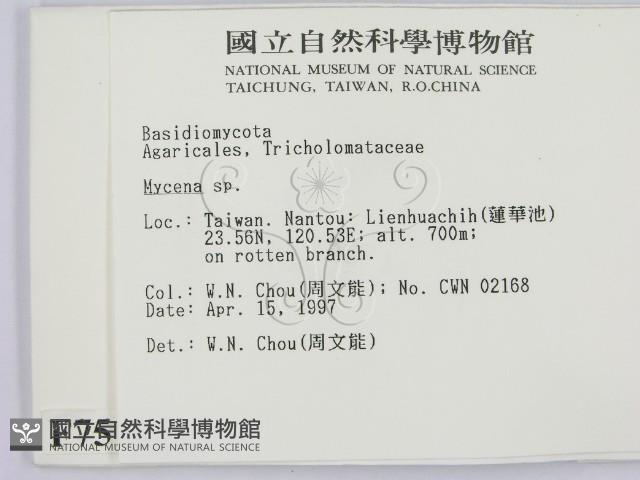 國立自然科學博物館
NATIONAL MUSEUM OF NATURAL SCIENCE
TAICHUNG, TAIWAN, R.O.CHINA
Basidiomycota
Agaricales, Tricholomataceae
Mycena sp.
Loc.: Taiwan. Nantou: Lienhuachih(蓮華池)
23.56N, 120.53E; alt. 700m;
on rotten branch.
Col.: W.N. Chou(周文能); No. CWN 02168
Date: Apr. 15, 1997
Det.: W.N. Chou(周文能)
F 75
國立自然科學博物館
NATIONAL MUSEUM OF NATURAL SCIENCE